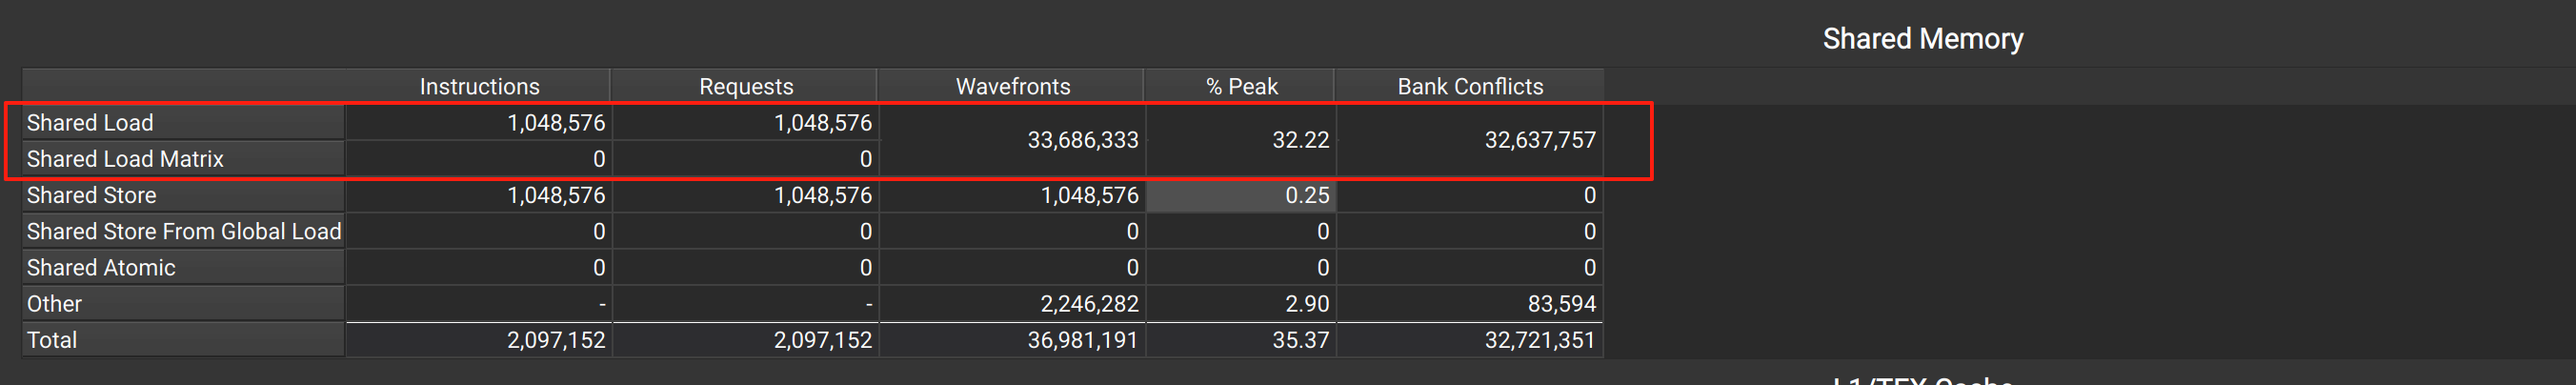 Shared Memory
Instructions Requests Wavefronts % Peak Bank Conflicts
Shared Load 1,048,576 1,048,576 33,686,333 32.22 32,637,757
Shared Load Matrix 0 0
Shared Store 1,048,576 1,048,576 1,048,576 0.25 0
Shared Store From Global Load 0 0 0 0 0
Shared Atomic 0 0 0 0 0
Other - - 2,246,282 2.90 83,594
Total 2,097,152 2,097,152 36,981,191 35.37 32,721,351
L1/TEX Cache